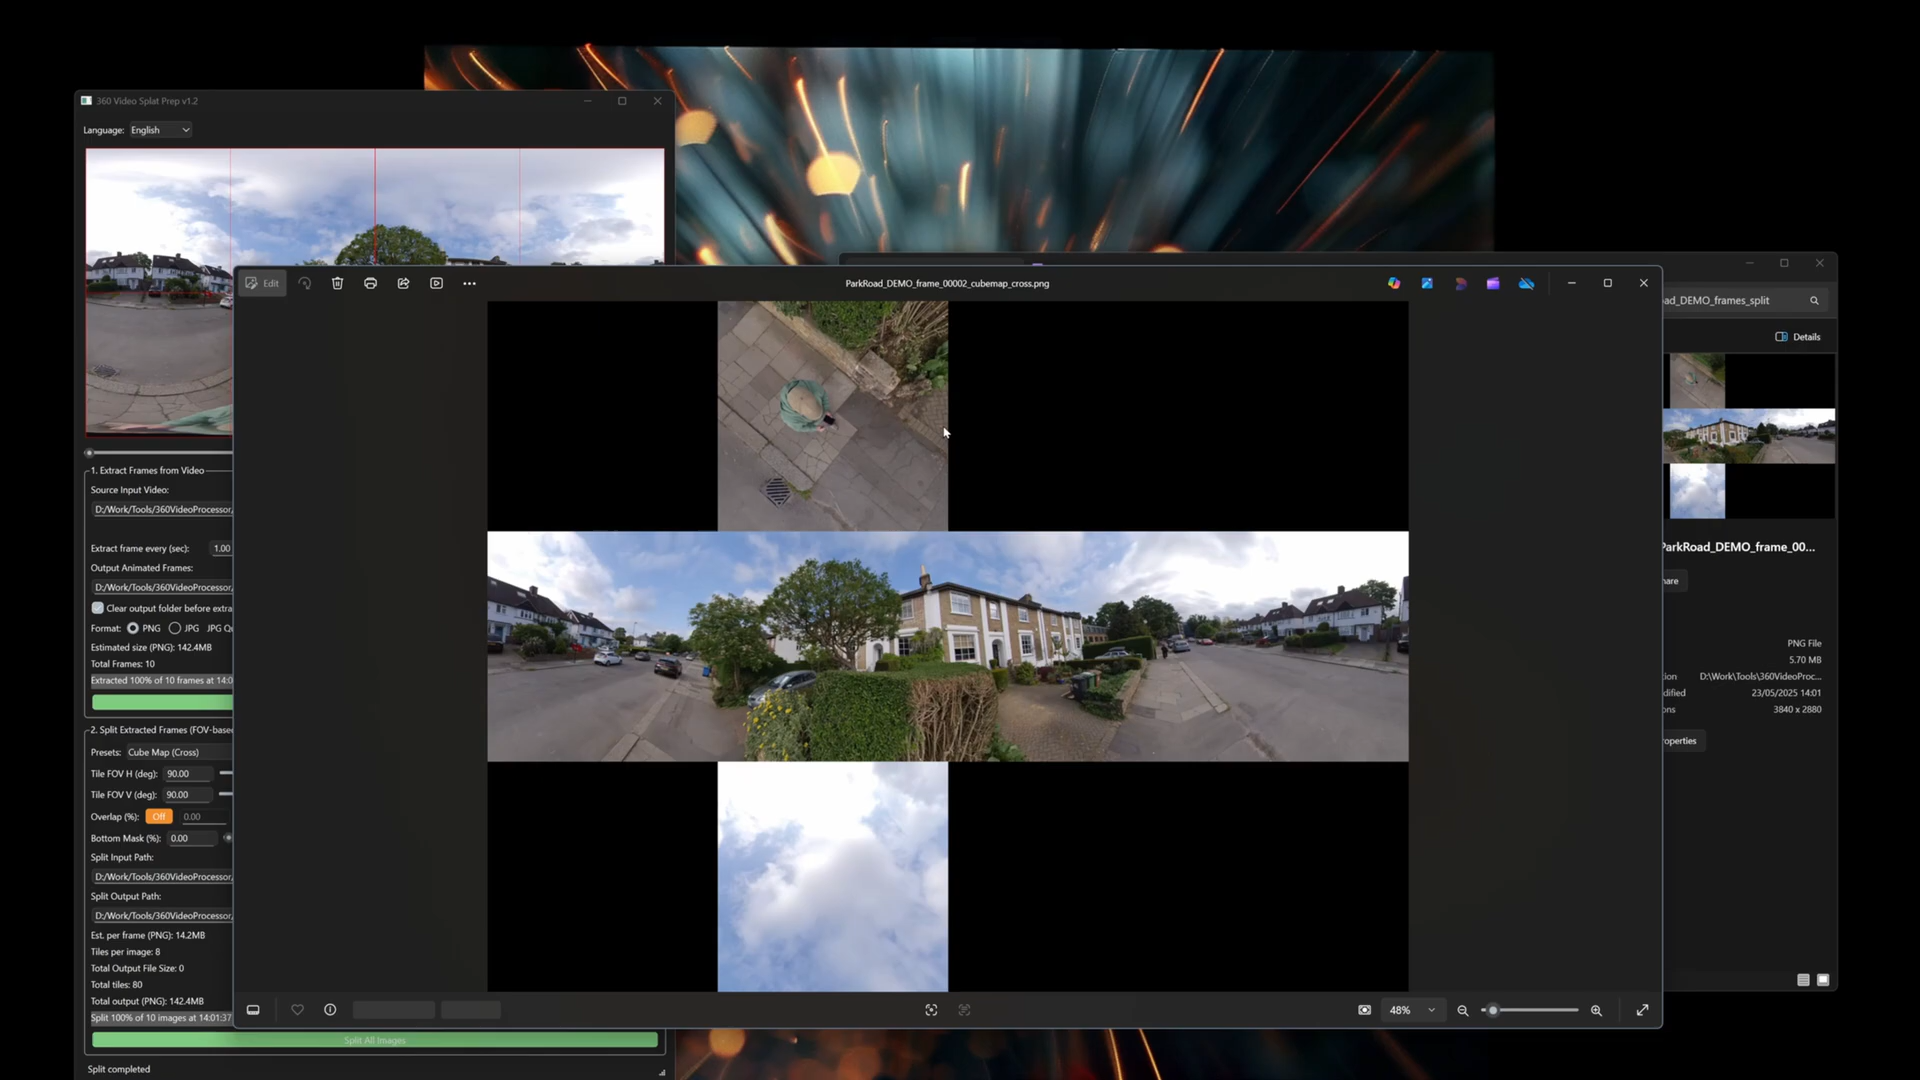 360 Video Splat Prep v1.2
Language: English
1. Extract Frames from Video
Source Input Video:
D:/Work/Tools/360VideoProcessor,
Extract frame every (sec): 1.00
Output Animated Frames:
D:/Work/Tools/360VideoProcessor,
Clear output folder before extra
Format: PNG JPG JPG Qu
Estimated size (PNG): 142.4MB
Total Frames: 10
Extracted 100% of 10 frames at 14:0
2. Split Extracted Frames (FOV-base
Presets: Cube Map (Cross)
Tile FOV H (deg): 90.00
Tile FOV V (deg): 90.00
Overlap (%): Off 0.00
Bottom Mask (%): 0.00
Split Input Path:
D:/Work/Tools/360VideoProcessor,
Split Output Path:
D:/Work/Tools/360VideoProcessor,
Est. per frame (PNG): 14.2MB
Tiles per image: 8
Total Output File Size: 0
Total tiles: 80
Total output (PNG): 142.4MB
Split 100% of 10 images at 14:01:37
Split All Images
Split completed
Edit
ParkRoad_DEMO_frame_00002_cubemap_cross.png
48%
ad_DEMO_frames_split
Details
ParkRoad_DEMO_frame_00...
hare
PNG File
5.70 MB
ion D:\Work\Tools\360VideoProc...
dified 23/05/2025 14:01
ons 3840 x 2880
operties